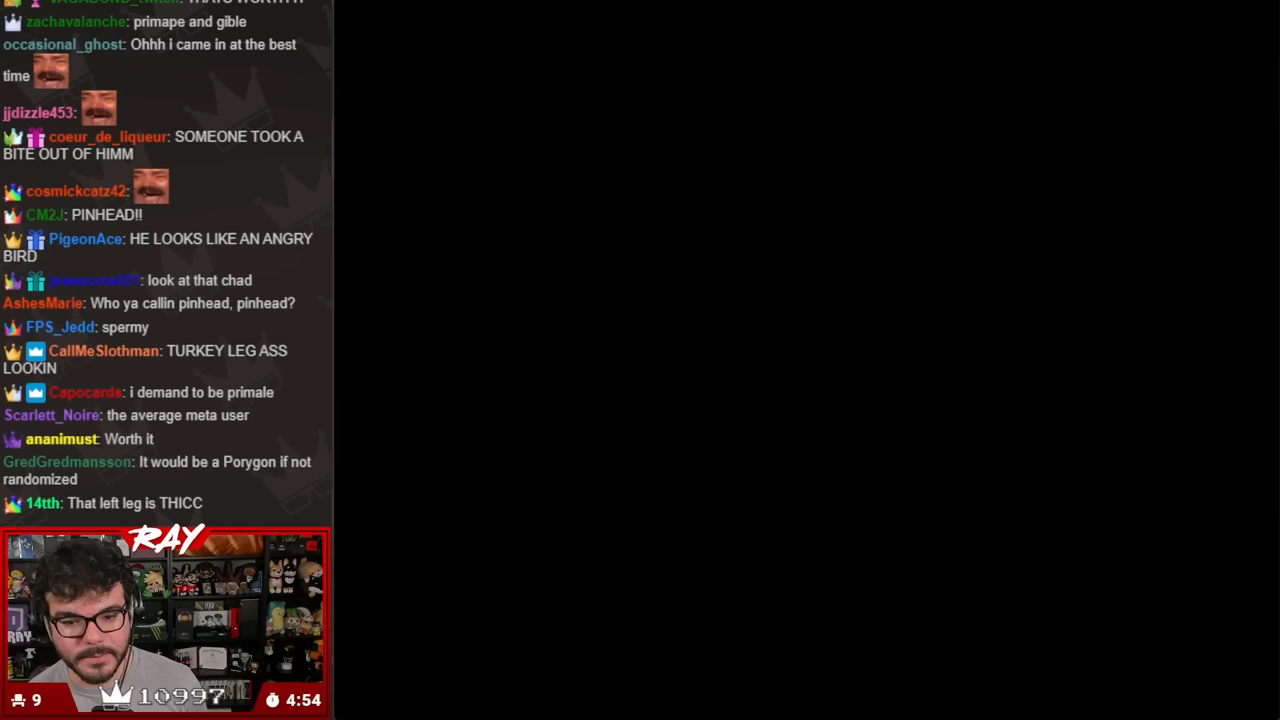 zachavalanche: primape and gible
occasional_ghost: Ohhh i came in at the best
time
jjdizzle453:
coeur_de_liqueur: SOMEONE TOOK A
BITE OUT OF HIMM
cosmickcatz42:
CM2J: PINHEAD!!
PigeonAce: HE LOOKS LIKE AN ANGRY
BIRD
look at that chad
AshesMarie: Who ya callin pinhead, pinhead?
FPS_Jedd: spermy
CallMeSlothman: TURKEY LEG ASS
LOOKIN
Capocards: i demand to be primale
Scarlett_Noire: the average meta user
ananimust: Worth it
GredGredmansson: It would be a Porygon if not
randomized
14tth: That left leg is THICC
RAY
RAY
9
10997
4:54